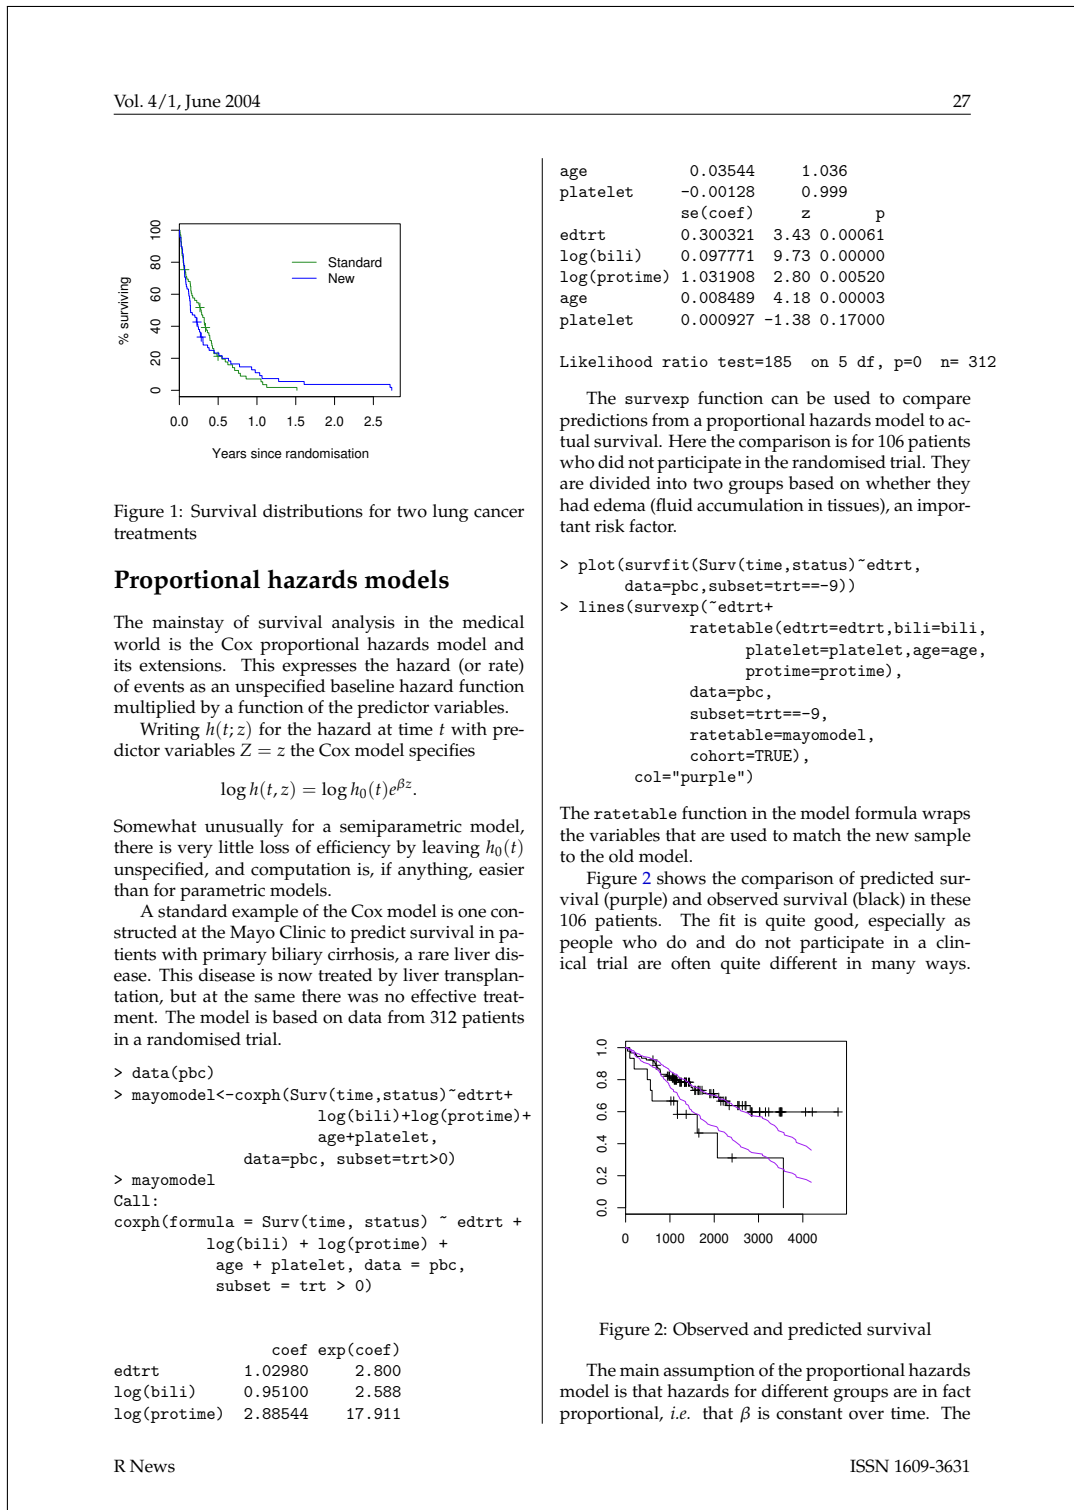 Vol. 4/1, June 2004 27
100
80
60
40
20
0
% surviving
Standard
New
0.0 0.5 1.0 1.5 2.0 2.5
Years since randomisation
Figure 1: Survival distributions for two lung cancer
treatments
Proportional hazards models
The mainstay of survival analysis in the medical
world is the Cox proportional hazards model and
its extensions. This expresses the hazard (or rate)
of events as an unspecified baseline hazard function
multiplied by a function of the predictor variables.
Writing h(t; z) for the hazard at time t with pre-
dictor variables Z = z the Cox model specifies
log h(t, z) = log h₀(t)e^{βz}.
Somewhat unusually for a semiparametric model,
there is very little loss of efficiency by leaving h₀(t)
unspecified, and computation is, if anything, easier
than for parametric models.
A standard example of the Cox model is one con-
structed at the Mayo Clinic to predict survival in pa-
tients with primary biliary cirrhosis, a rare liver dis-
ease. This disease is now treated by liver transplan-
tation, but at the same there was no effective treat-
ment. The model is based on data from 312 patients
in a randomised trial.
> data(pbc)
> mayomodel<-coxph(Surv(time,status)~edtrt+
log(bili)+log(protime)+
age+platelet,
data=pbc, subset=trt>0)
> mayomodel
Call:
coxph(formula = Surv(time, status) ~ edtrt +
log(bili) + log(protime) +
age + platelet, data = pbc,
subset = trt > 0)
coef exp(coef)
edtrt 1.02980 2.800
log(bili) 0.95100 2.588
log(protime) 2.88544 17.911
age 0.03544 1.036
platelet -0.00128 0.999
se(coef) z p
edtrt 0.300321 3.43 0.00061
log(bili) 0.097771 9.73 0.00000
log(protime) 1.031908 2.80 0.00520
age 0.008489 4.18 0.00003
platelet 0.000927 -1.38 0.17000
Likelihood ratio test=185 on 5 df, p=0 n= 312
The survexp function can be used to compare
predictions from a proportional hazards model to ac-
tual survival. Here the comparison is for 106 patients
who did not participate in the randomised trial. They
are divided into two groups based on whether they
had edema (fluid accumulation in tissues), an impor-
tant risk factor.
> plot(survfit(Surv(time,status)~edtrt,
data=pbc,subset=trt==-9))
> lines(survexp(~edtrt+
ratetable(edtrt=edtrt,bili=bili,
platelet=platelet,age=age,
protime=protime),
data=pbc,
subset=trt==-9,
ratetable=mayomodel,
cohort=TRUE),
col="purple")
The ratetable function in the model formula wraps
the variables that are used to match the new sample
to the old model.
Figure 2 shows the comparison of predicted sur-
vival (purple) and observed survival (black) in these
106 patients. The fit is quite good, especially as
people who do and do not participate in a clin-
ical trial are often quite different in many ways.
1.0
0.8
0.6
0.4
0.2
0.0
0 1000 2000 3000 4000
Figure 2: Observed and predicted survival
The main assumption of the proportional hazards
model is that hazards for different groups are in fact
proportional, i.e. that β is constant over time. The
R News ISSN 1609-3631